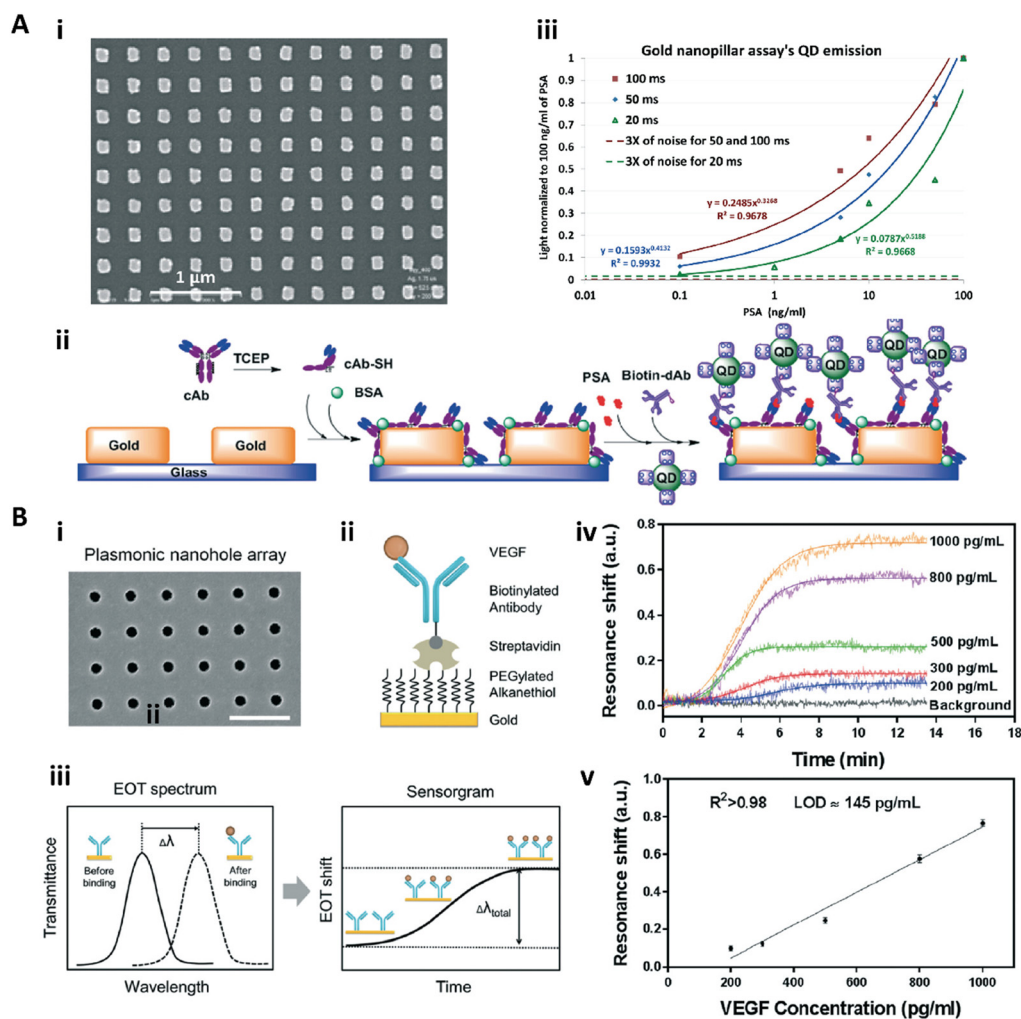 A
i
1 µm
iii
Gold nanopillar assay's QD emission
Light normalized to 100 ng/ml of PSA
1
0.9
0.8
0.7
0.6
0.5
0.4
0.3
0.2
0.1
0
100 ms
50 ms
20 ms
3X of noise for 50 and 100 ms
3X of noise for 20 ms
y = 0.2485x^0.3268
R² = 0.9678
y = 0.1593x^0.4132
R² = 0.9932
y = 0.0787x^0.5188
R² = 0.9668
0.01 0.1 1 10 100
PSA (ng/ml)
ii
cAb
TCEP
cAb-SH
BSA
Gold Gold
Glass
PSA
Biotin-dAb
QD
QD QD QD QD QD
B
i
Plasmonic nanohole array
ii
ii
VEGF
Biotinylated
Antibody
Streptavidin
PEGylated
Alkanethiol
Gold
iii
EOT spectrum
Transmittance
Δλ
Before
binding
After
binding
Wavelength
Sensorgram
EOT shift
Δλtotal
Time
iv
Resonance shift (a.u.)
0.8
0.6
0.4
0.2
0.0
1000 pg/mL
800 pg/mL
500 pg/mL
300 pg/mL
200 pg/mL
Background
0 2 4 6 8 10 12 14 16 18
Time (min)
v
Resonance shift (a.u.)
1.0
0.8
0.6
0.4
0.2
0.0
R²>0.98 LOD ≈ 145 pg/mL
200 400 600 800 1000
VEGF Concentration (pg/ml)